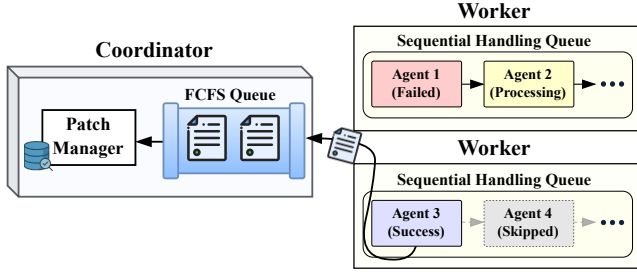 Worker
Sequential Handling Queue
Agent 1
(Failed)
Agent 2
(Processing)
Coordinator
FCFS Queue
Patch
Manager
Worker
Sequential Handling Queue
Agent 3
(Success)
Agent 4
(Skipped)